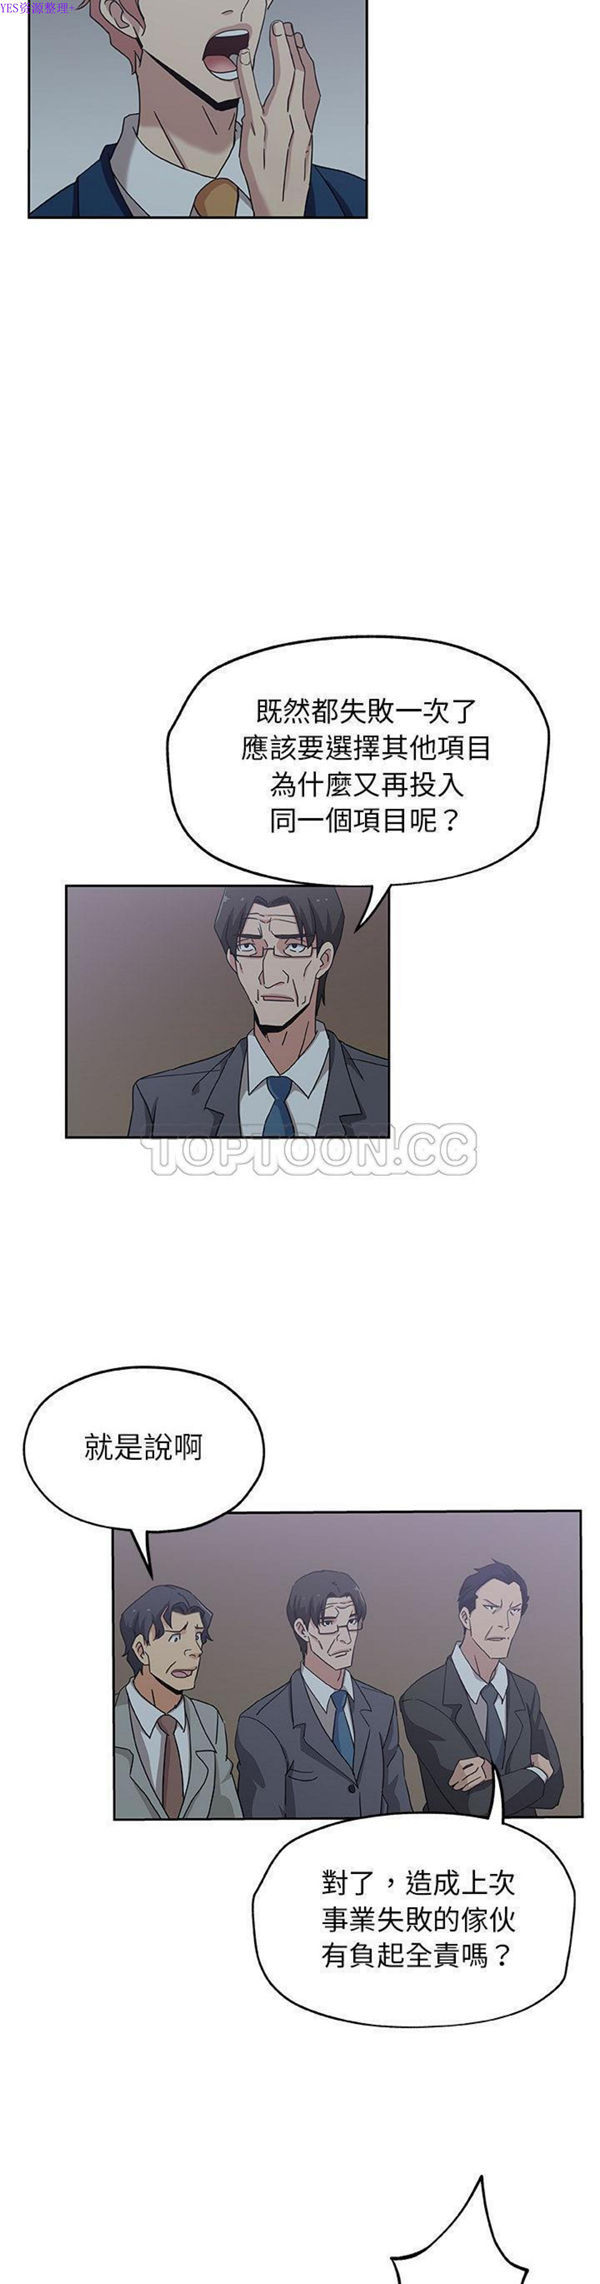 YES资源整理+
既然都失敗一次了
應該要選擇其他項目
為什麼又再投入
同一個項目呢？
TOPTOON.CC
就是說啊
對了，造成上次
事業失敗的傢伙
有負起全責嗎？